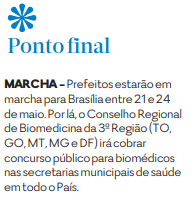 Ponto final
MARCHA – Prefeitos estarão em
marcha para Brasília entre 21 e 24
de maio. Por lá, o Conselho Regional
de Biomedicina da 3ª Região (TO,
GO, MT, MG e DF) irá cobrar
concurso público para biomédicos
nas secretarias municipais de saúde
em todo o País.